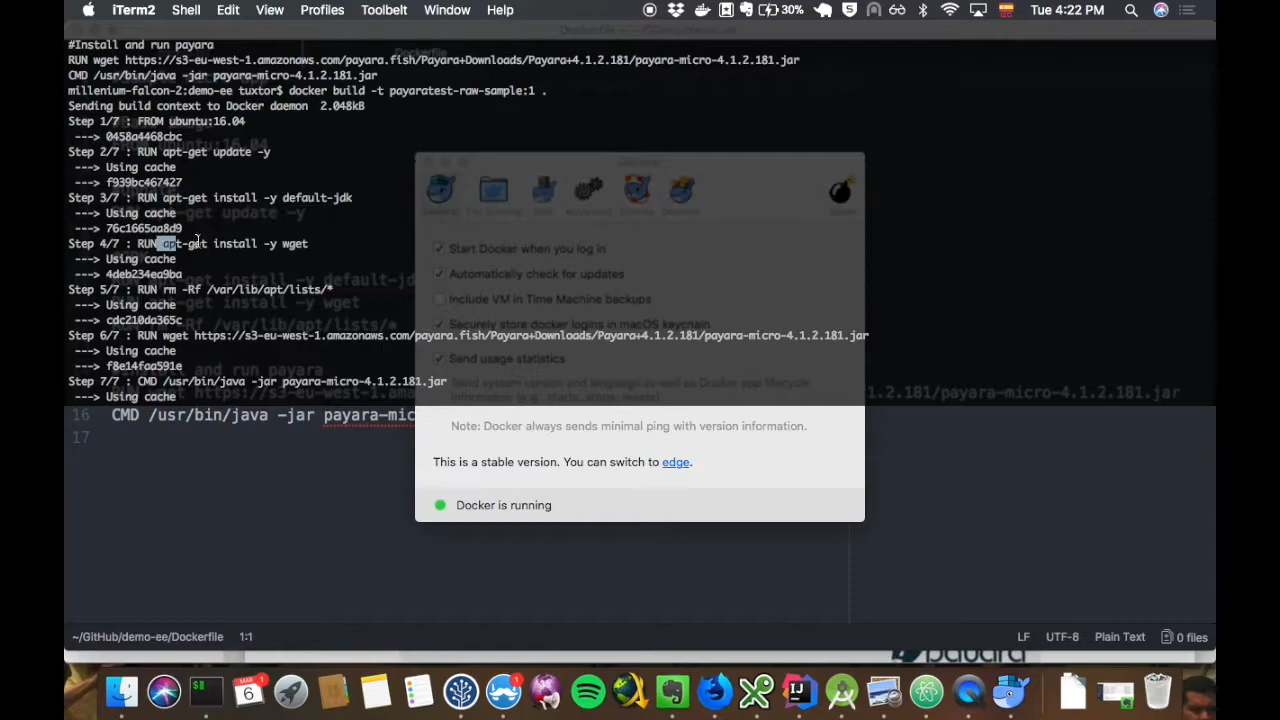 iTerm2 Shell Edit View Profiles Toolbelt Window Help 30% Tue 4:22 PM
#Install and run payara
RUN wget https://s3-eu-west-1.amazonaws.com/payara.fish/Payara+Downloads/Payara+4.1.2.181/payara-micro-4.1.2.181.jar
CMD /usr/bin/java -jar payara-micro-4.1.2.181.jar
millenium-falcon-2:demo-ee tuxtor$ docker build -t payaratest-raw-sample:1 .
Sending build context to Docker daemon 2.048kB
Step 1/7 : FROM ubuntu:16.04
---> 0458a4468cbc
Step 2/7 : RUN apt-get update -y
---> Using cache
---> f939bc467427
Step 3/7 : RUN apt-get install -y default-jdk
---> Using cache
---> 76c1665aa8d9
Step 4/7 : RUN apt-get install -y wget
---> Using cache
---> 4deb234ea9ba
Step 5/7 : RUN rm -Rf /var/lib/apt/lists/*
---> Using cache
---> cdc210da365c
Step 6/7 : RUN wget https://s3-eu-west-1.amazonaws.com/payara.fish/Payara+Downloads/Payara+4.1.2.181/payara-micro-4.1.2.181.jar
---> Using cache
---> f8e14faa591e
Step 7/7 : CMD /usr/bin/java -jar payara-micro-4.1.2.181.jar
---> Using cache
Start Docker when you log in
Automatically check for updates
Include VM in Time Machine backups
Securely store docker logins in macOS keychain
Send usage statistics
Note: Docker always sends minimal ping with version information.
This is a stable version. You can switch to edge.
Docker is running
16 CMD /usr/bin/java -jar payara-mic
17
~/GitHub/demo-ee/Dockerfile 1:1 LF UTF-8 Plain Text 0 files